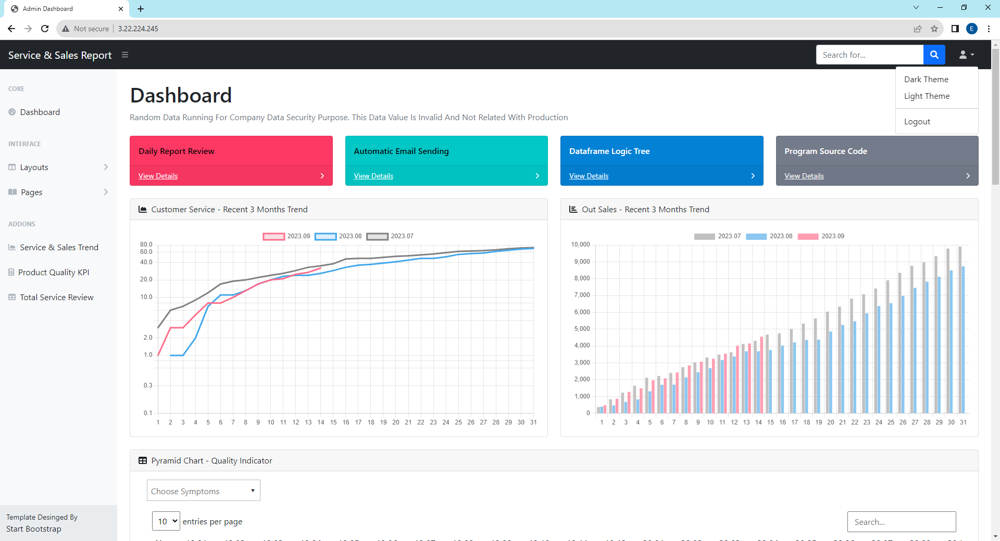 Admin Dashboard
Not secure
3.22.224.245
E
Service & Sales Report
Search for...
Dark Theme
Light Theme
Logout
CORE
Dashboard
INTERFACE
Layouts
Pages
ADDONS
Service & Sales Trend
Product Quality KPI
Total Service Review
Template Desinged By
Start Bootstrap
Dashboard
Random Data Running For Company Data Security Purpose. This Data Value Is Invalid And Not Related With Production
Daily Report Review
View Details
Automatic Email Sending
View Details
Dataframe Logic Tree
View Details
Program Source Code
View Details
Customer Service - Recent 3 Months Trend
2023.09 2023.08 2023.07
80.0
60.0
40.0
20.0
10.0
2.0
1.0
0.3
0.1
1 2 3 4 5 6 7 8 9 10 11 12 13 14 15 16 17 18 19 20 21 22 23 24 25 26 27 28 29 30 31
Out Sales - Recent 3 Months Trend
2023.07 2023.08 2023.09
10,000
9,000
8,000
7,000
6,000
5,000
4,000
3,000
2,000
1,000
0
1 2 3 4 5 6 7 8 9 10 11 12 13 14 15 16 17 18 19 20 21 22 23 24 25 26 27 28 29 30 31
Pyramid Chart - Quality Indicator
Choose Symptoms
10 entries per page
Search...